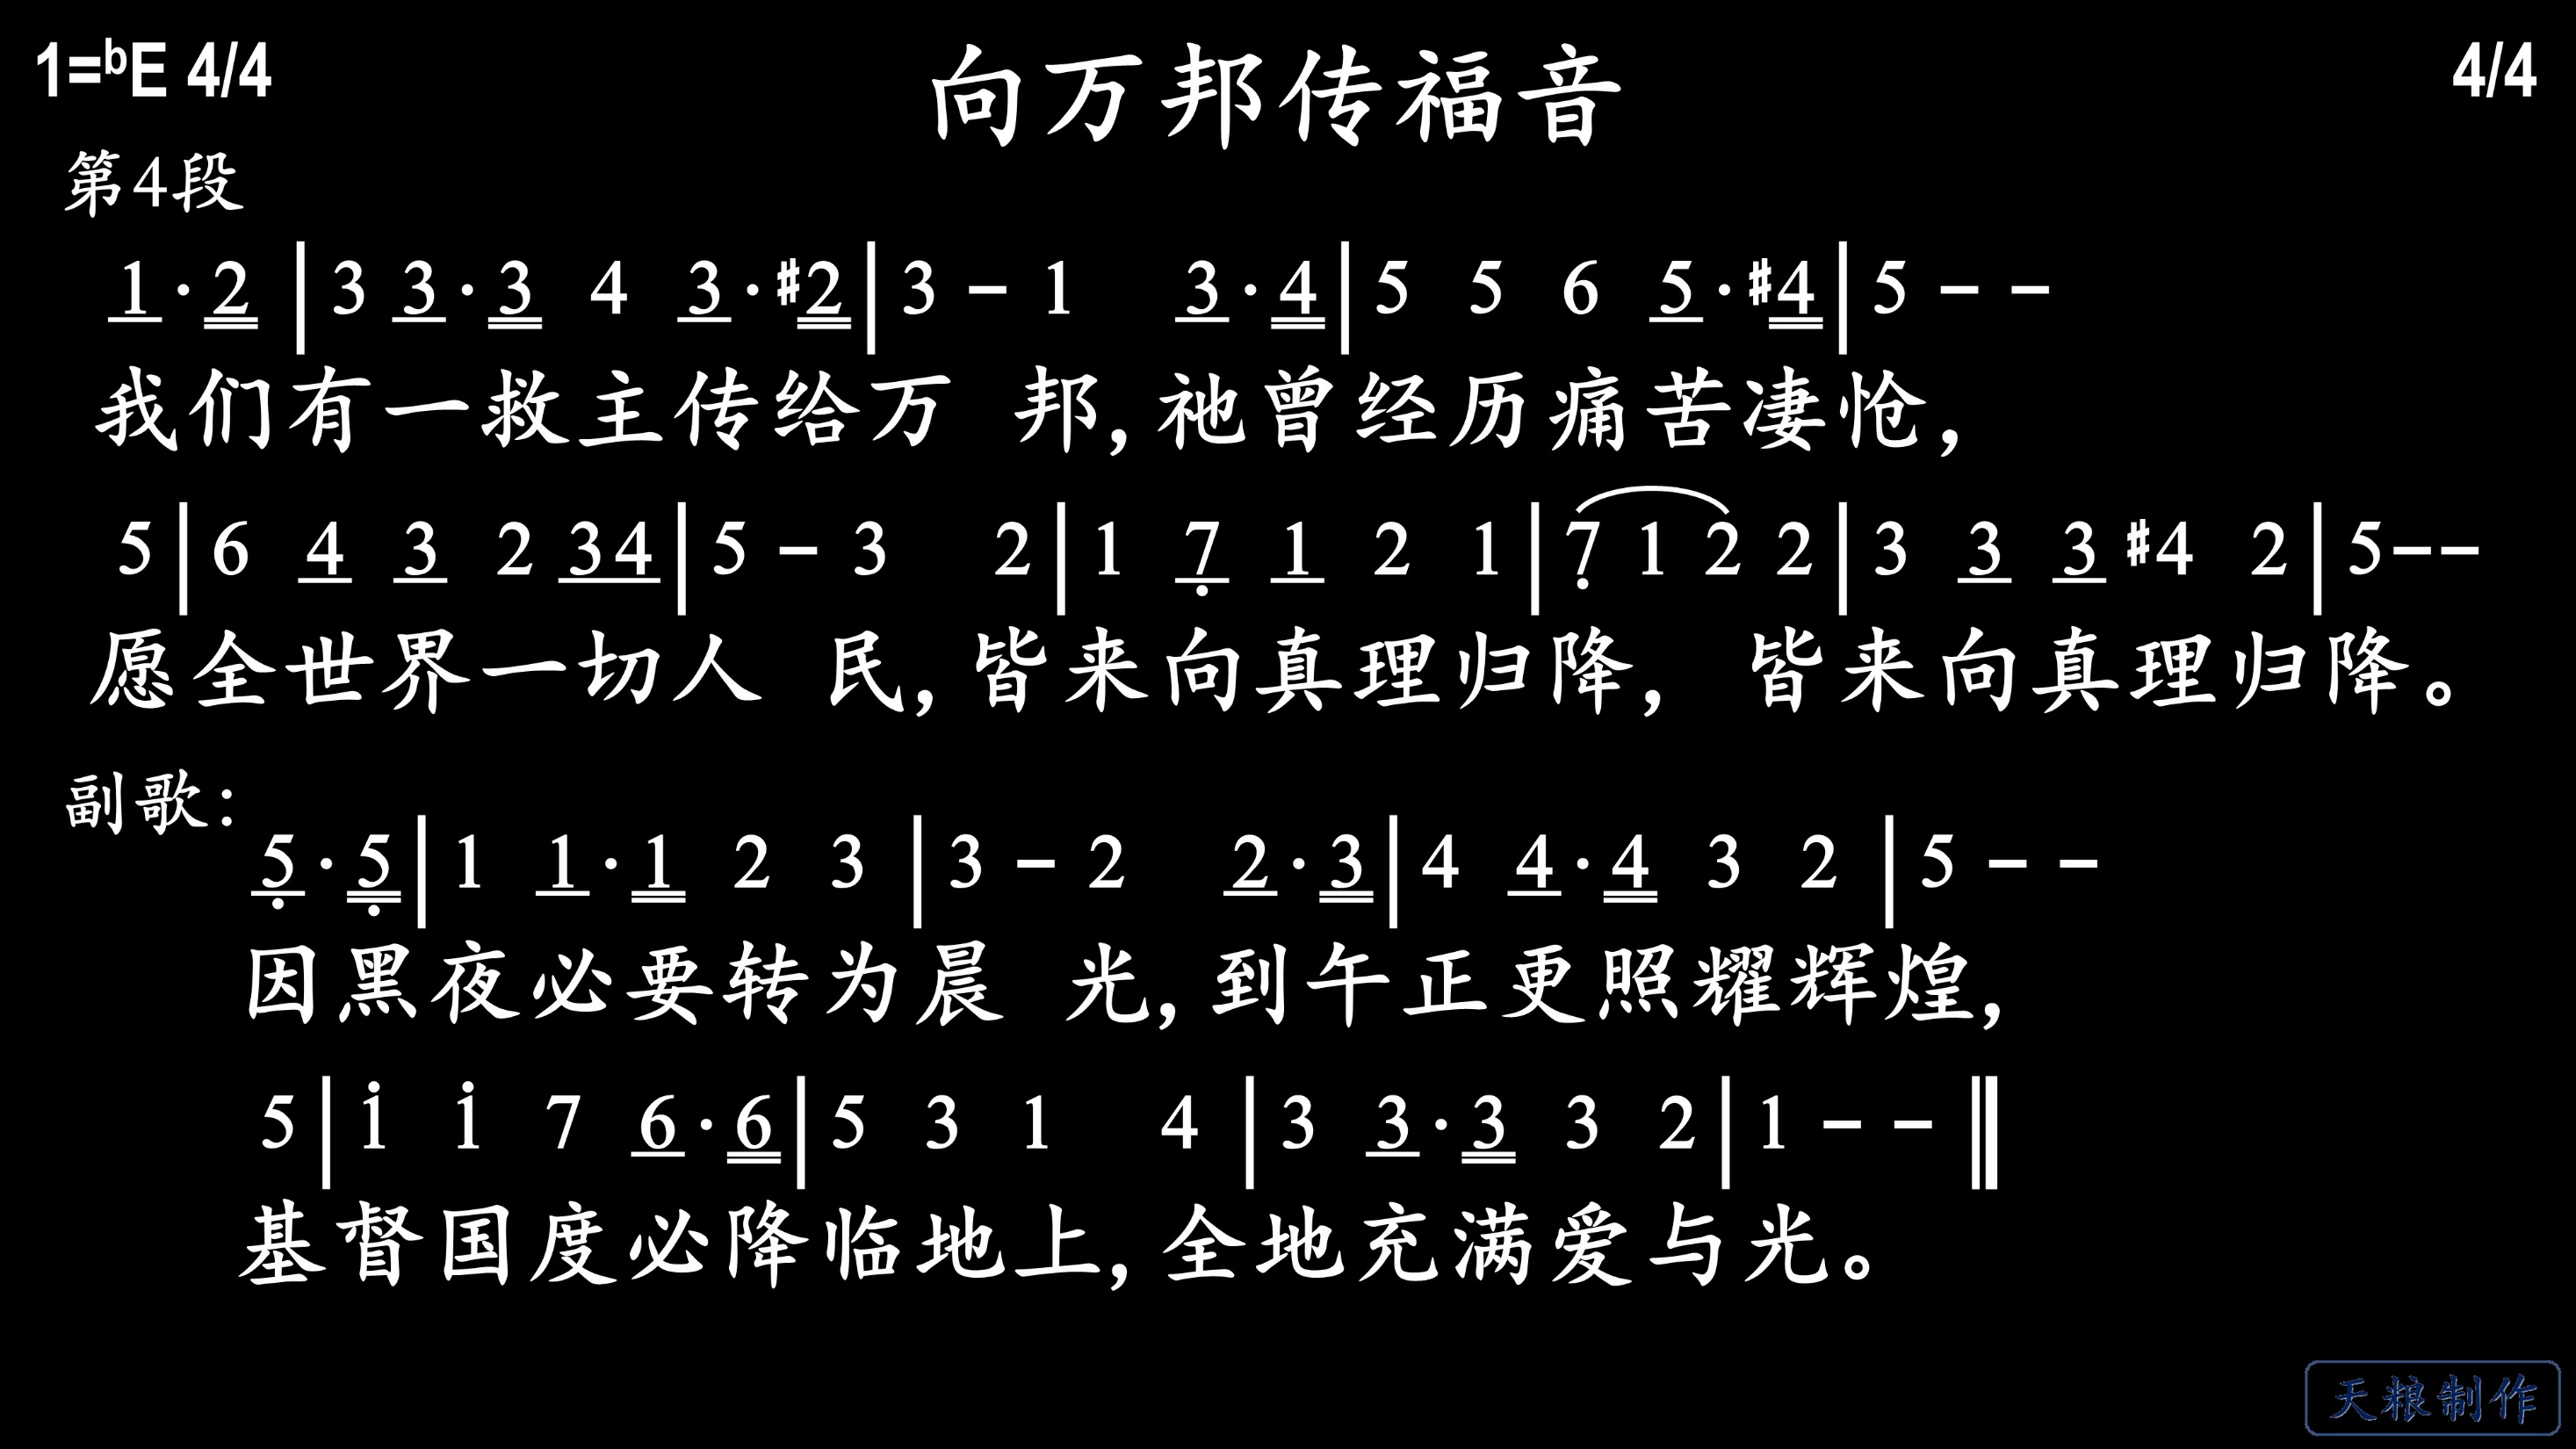 1=ᵇE 4/4
向万邦传福音
4/4
第4段
1·2 | 3 3·3 4 3·#2 | 3 - 1 3·4 | 5 5 6 5·#4 | 5 - -
我们有一救主传给万 邦,祂曾经历痛苦凄怆,
5 | 6 4 3 2 34 | 5 - 3 2 | 1 7̣ 1 2 1 | 7̣ 1 2 2 | 3 3 3 #4 2 | 5--
愿全世界一切人 民,皆来向真理归降, 皆来向真理归降。
副歌:
5̣·5̣ | 1 1·1 2 3 | 3 - 2 2·3 | 4 4·4 3 2 | 5 - -
因黑夜必要转为晨 光,到午正更照耀辉煌,
5 | 1̇ 1̇ 7 6·6 | 5 3 1 4 | 3 3·3 3 2 | 1 - - ‖
基督国度必降临地上,全地充满爱与光。
天粮制作